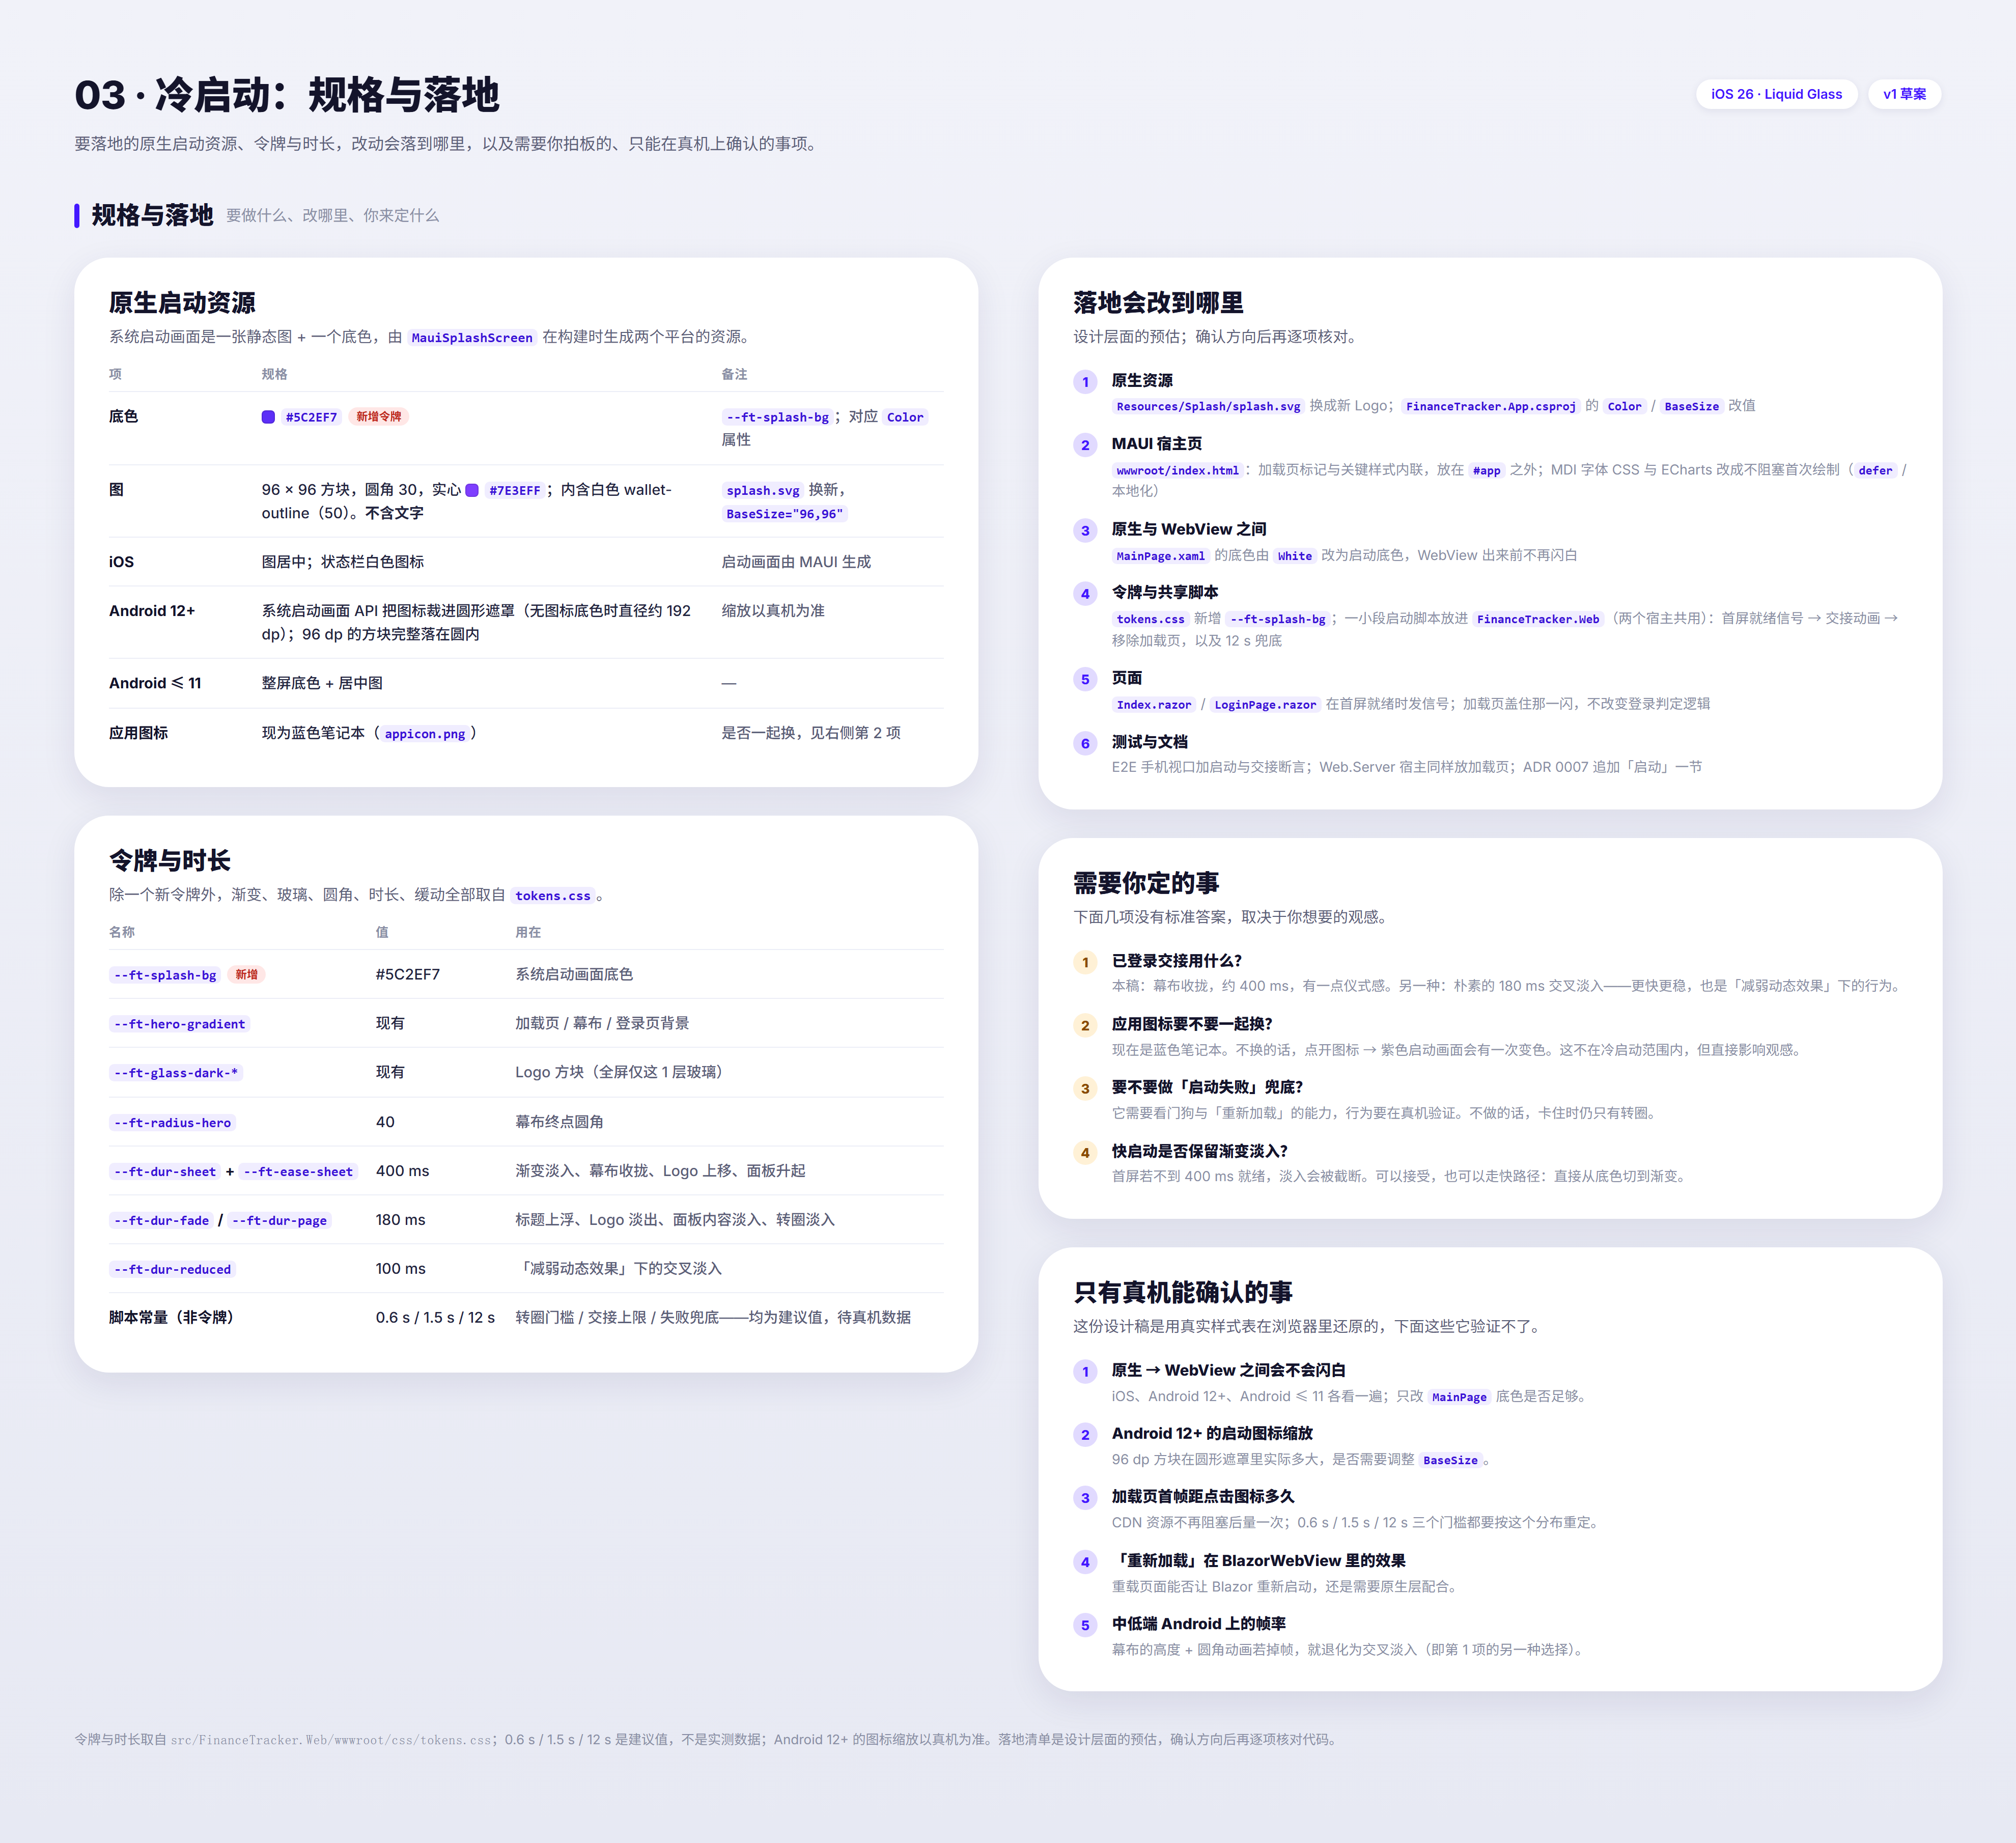 03 · 冷启动：规格与落地
iOS 26 · Liquid Glass
v1 草案
要落地的原生启动资源、令牌与时长，改动会落到哪里，以及需要你拍板的、只能在真机上确认的事项。
规格与落地 要做什么、改哪里、你来定什么
原生启动资源
系统启动画面是一张静态图 + 一个底色，由 MauiSplashScreen 在构建时生成两个平台的资源。
项 规格 备注
底色 #5C2EF7 新增令牌 --ft-splash-bg；对应 Color
属性
图 96 × 96 方块，圆角 30，实心 #7E3EFF；内含白色 wallet- splash.svg 换新，
outline（50）。不含文字 BaseSize="96,96"
iOS 图居中；状态栏白色图标 启动画面由 MAUI 生成
Android 12+ 系统启动画面 API 把图标裁进圆形遮罩（无图标底色时直径约 192 缩放以真机为准
dp）；96 dp 的方块完整落在圆内
Android ≤ 11 整屏底色 + 居中图 —
应用图标 现为蓝色笔记本（appicon.png） 是否一起换，见右侧第 2 项
令牌与时长
除一个新令牌外，渐变、玻璃、圆角、时长、缓动全部取自 tokens.css。
名称 值 用在
--ft-splash-bg 新增 #5C2EF7 系统启动画面底色
--ft-hero-gradient 现有 加载页 / 幕布 / 登录页背景
--ft-glass-dark-* 现有 Logo 方块（全屏仅这 1 层玻璃）
--ft-radius-hero 40 幕布终点圆角
--ft-dur-sheet + --ft-ease-sheet 400 ms 渐变淡入、幕布收拢、Logo 上移、面板升起
--ft-dur-fade / --ft-dur-page 180 ms 标题上浮、Logo 淡出、面板内容淡入、转圈淡入
--ft-dur-reduced 100 ms 「减弱动态效果」下的交叉淡入
脚本常量（非令牌） 0.6 s / 1.5 s / 12 s 转圈门槛 / 交接上限 / 失败兜底——均为建议值，待真机数据
落地会改到哪里
设计层面的预估；确认方向后再逐项核对。
1 原生资源
Resources/Splash/splash.svg 换成新 Logo；FinanceTracker.App.csproj 的 Color / BaseSize 改值
2 MAUI 宿主页
wwwroot/index.html：加载页标记与关键样式内联，放在 #app 之外；MDI 字体 CSS 与 ECharts 改成不阻塞首次绘制（defer /
本地化）
3 原生与 WebView 之间
MainPage.xaml 的底色由 White 改为启动底色，WebView 出来前不再闪白
4 令牌与共享脚本
tokens.css 新增 --ft-splash-bg；一小段启动脚本放进 FinanceTracker.Web（两个宿主共用）：首屏就绪信号 → 交接动画 →
移除加载页，以及 12 s 兜底
5 页面
Index.razor / LoginPage.razor 在首屏就绪时发信号；加载页盖住那一闪，不改变登录判定逻辑
6 测试与文档
E2E 手机视口加启动与交接断言；Web.Server 宿主同样放加载页；ADR 0007 追加「启动」一节
需要你定的事
下面几项没有标准答案，取决于你想要的观感。
1 已登录交接用什么？
本稿：幕布收拢，约 400 ms，有一点仪式感。另一种：朴素的 180 ms 交叉淡入——更快更稳，也是「减弱动态效果」下的行为。
2 应用图标要不要一起换？
现在是蓝色笔记本。不换的话，点开图标 → 紫色启动画面会有一次变色。这不在冷启动范围内，但直接影响观感。
3 要不要做「启动失败」兜底？
它需要看门狗与「重新加载」的能力，行为要在真机验证。不做的话，卡住时仍只有转圈。
4 快启动是否保留渐变淡入？
首屏若不到 400 ms 就绪，淡入会被截断。可以接受，也可以走快路径：直接从底色切到渐变。
只有真机能确认的事
这份设计稿是用真实样式表在浏览器里还原的，下面这些它验证不了。
1 原生 → WebView 之间会不会闪白
iOS、Android 12+、Android ≤ 11 各看一遍；只改 MainPage 底色是否足够。
2 Android 12+ 的启动图标缩放
96 dp 方块在圆形遮罩里实际多大，是否需要调整 BaseSize。
3 加载页首帧距点击图标多久
CDN 资源不再阻塞后量一次；0.6 s / 1.5 s / 12 s 三个门槛都要按这个分布重定。
4 「重新加载」在 BlazorWebView 里的效果
重载页面能否让 Blazor 重新启动，还是需要原生层配合。
5 中低端 Android 上的帧率
幕布的高度 + 圆角动画若掉帧，就退化为交叉淡入（即第 1 项的另一种选择）。
令牌与时长取自 src/FinanceTracker.Web/wwwroot/css/tokens.css；0.6 s / 1.5 s / 12 s 是建议值，不是实测数据；Android 12+ 的图标缩放以真机为准。落地清单是设计层面的预估，确认方向后再逐项核对代码。